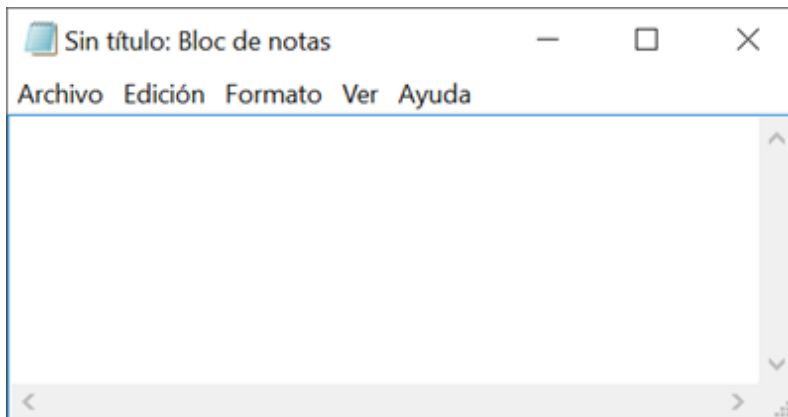 Sin título: Bloc de notas
Archivo Edición Formato Ver Ayuda